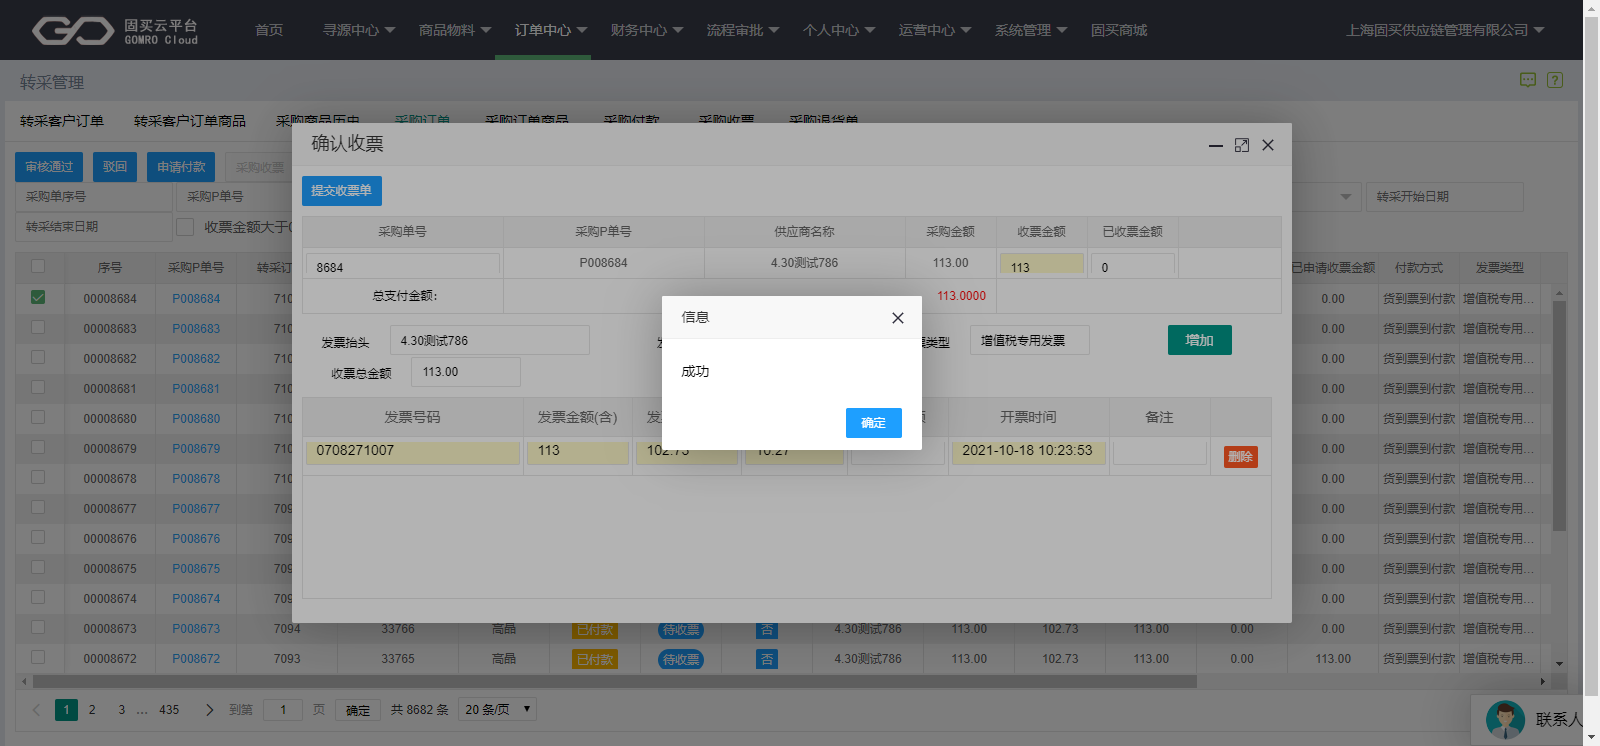 固买云平台
GOMRO Cloud
首页 寻源中心 商品物料 订单中心 财务中心 流程审批 个人中心 运营中心 系统管理 固买商城 上海固买供应链管理有限公司
转采管理
转采客户订单 转采客户订单商品 采购商品历史 采购订单 采购订单商品 采购付款 采购收票 采购退货单
审核通过 驳回 申请付款 采购收票
采购单序号 采购P单号 转采开始日期
转采结束日期 收票金额大于
确认收票
提交收票单
采购单号 采购P单号 供应商名称 采购金额 收票金额 已收票金额
8684 P008684 4.30测试786 113.00 113 0
总支付金额: 113.0000
发票抬头 4.30测试786 类型 增值税专用发票 增加
收票总金额 113.00
发票号码 发票金额(含) 开票时间 备注
0708271007 113 102.73 10.27 2021-10-18 10:23:53 删除
信息
成功
确定
序号 采购P单号 转采订 已申请收票金额 付款方式 发票类型
00008684 P008684 710 0.00 货到票到付款 增值税专用...
00008683 P008683 710 0.00 货到票到付款 增值税专用...
00008682 P008682 710 0.00 货到票到付款 增值税专用...
00008681 P008681 710 0.00 货到票到付款 增值税专用...
00008680 P008680 710 0.00 货到票到付款 增值税专用...
00008679 P008679 710 0.00 货到票到付款 增值税专用...
00008678 P008678 710 0.00 货到票到付款 增值税专用...
00008677 P008677 709 0.00 货到票到付款 增值税专用...
00008676 P008676 709 0.00 货到票到付款 增值税专用...
00008675 P008675 709 0.00 货到票到付款 增值税专用...
00008674 P008674 709 0.00 货到票到付款 增值税专用...
00008673 P008673 7094 33766 高品 已付款 待收票 否 4.30测试786 113.00 102.73 113.00 0.00 0.00 货到票到付款 增值税专用...
00008672 P008672 7093 33765 高品 已付款 待收票 否 4.30测试786 113.00 102.73 113.00 0.00 113.00 货到票到付款 增值税专用...
1 2 3 ... 435 到第 1 页 确定 共 8682 条 20 条/页
联系人